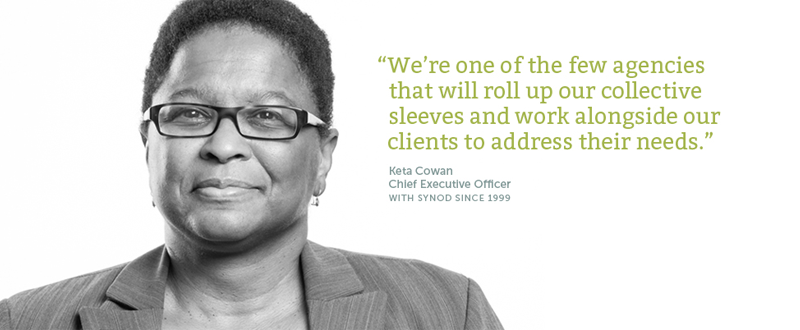 “We’re one of the few agencies
that will roll up our collective
sleeves and work alongside our
clients to address their needs.”
Keta Cowan
Chief Executive Officer
WITH SYNOD SINCE 1999